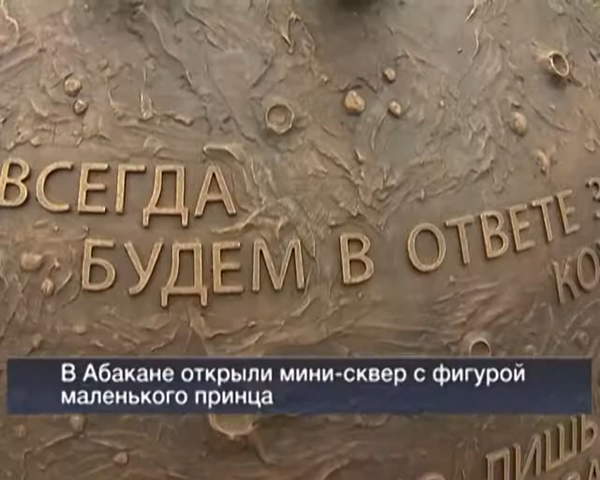 ВСЕГДА
БУДЕМ В ОТВЕТЕ
В Абакане открыли мини-сквер с фигурой
маленького принца